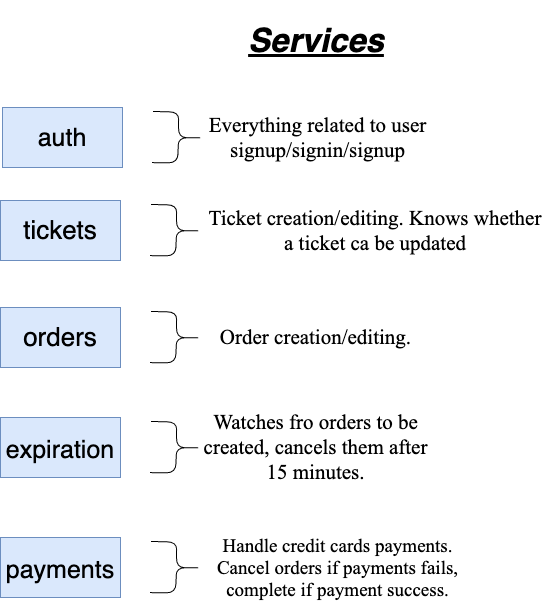 Services
auth
Everything related to user
signup/signin/signup
tickets
Ticket creation/editing. Knows whether
a ticket ca be updated
orders
Order creation/editing.
expiration
Watches fro orders to be
created, cancels them after
15 minutes.
payments
Handle credit cards payments.
Cancel orders if payments fails,
complete if payment success.